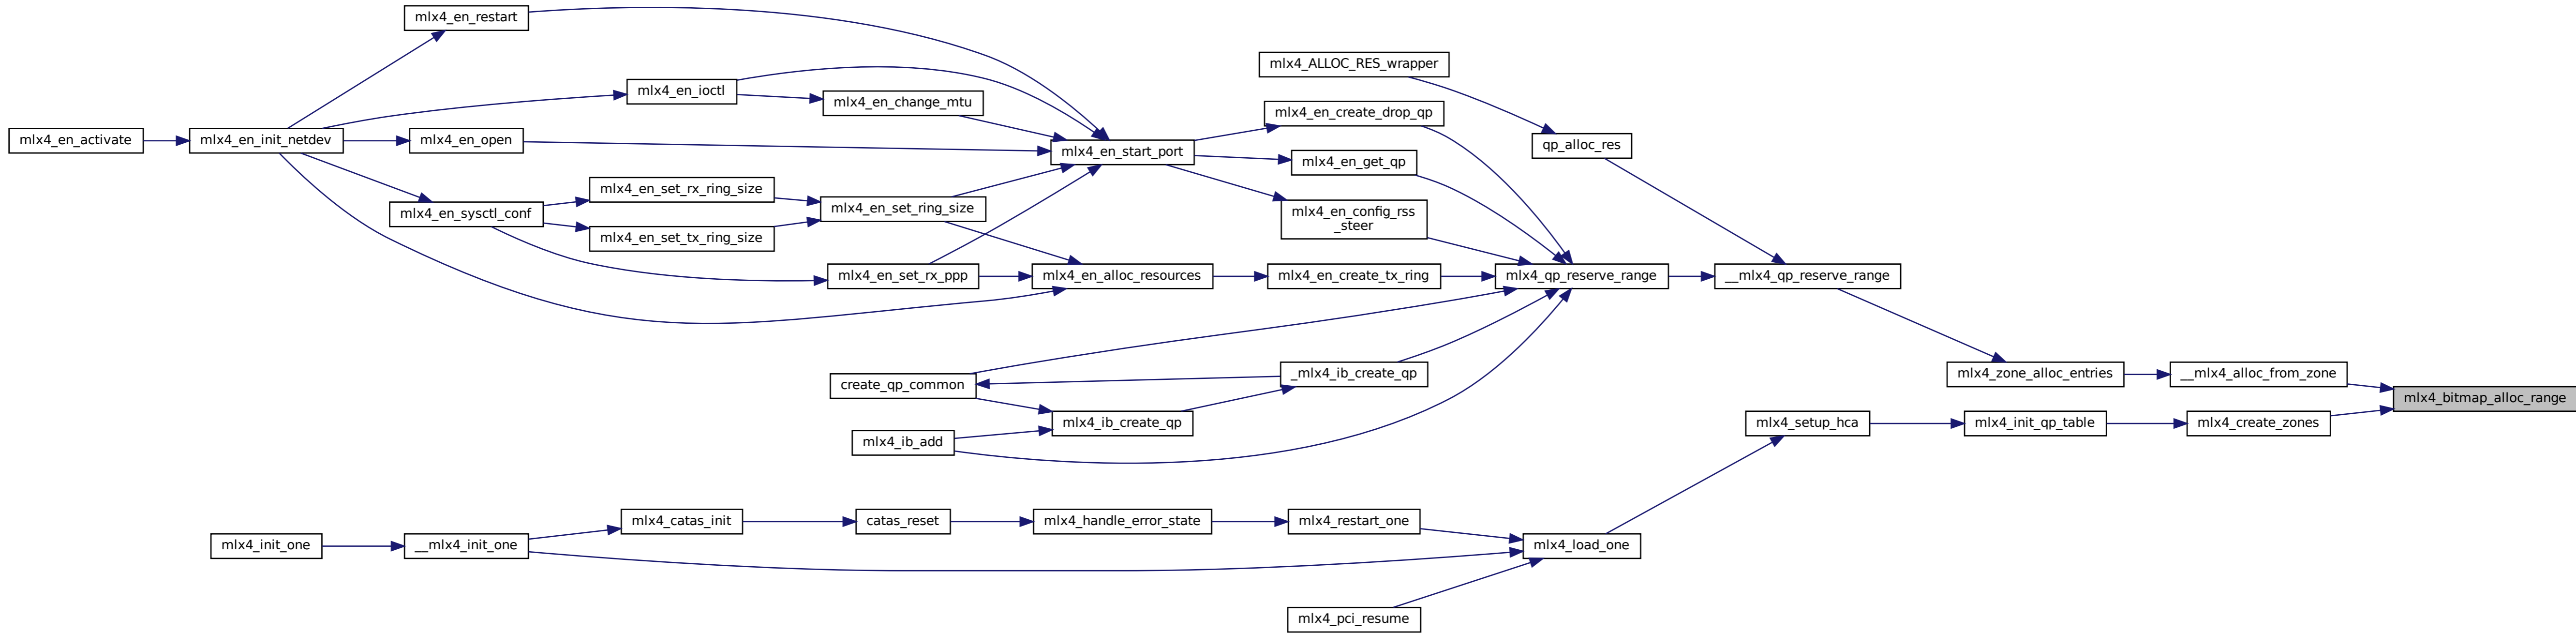 mlx4_en_restart
mlx4_ALLOC_RES_wrapper
mlx4_en_ioctl
mlx4_en_change_mtu
mlx4_en_create_drop_qp
mlx4_en_activate
mlx4_en_init_netdev
mlx4_en_open
mlx4_en_start_port
qp_alloc_res
mlx4_en_get_qp
mlx4_en_set_rx_ring_size
mlx4_en_sysctl_conf
mlx4_en_set_ring_size
mlx4_en_config_rss
_steer
mlx4_en_set_tx_ring_size
mlx4_en_set_rx_ppp
mlx4_en_alloc_resources
mlx4_en_create_tx_ring
mlx4_qp_reserve_range
__mlx4_qp_reserve_range
create_qp_common
_mlx4_ib_create_qp
mlx4_zone_alloc_entries
__mlx4_alloc_from_zone
mlx4_bitmap_alloc_range
mlx4_ib_create_qp
mlx4_setup_hca
mlx4_init_qp_table
mlx4_create_zones
mlx4_ib_add
mlx4_catas_init
catas_reset
mlx4_handle_error_state
mlx4_restart_one
mlx4_init_one
__mlx4_init_one
mlx4_load_one
mlx4_pci_resume